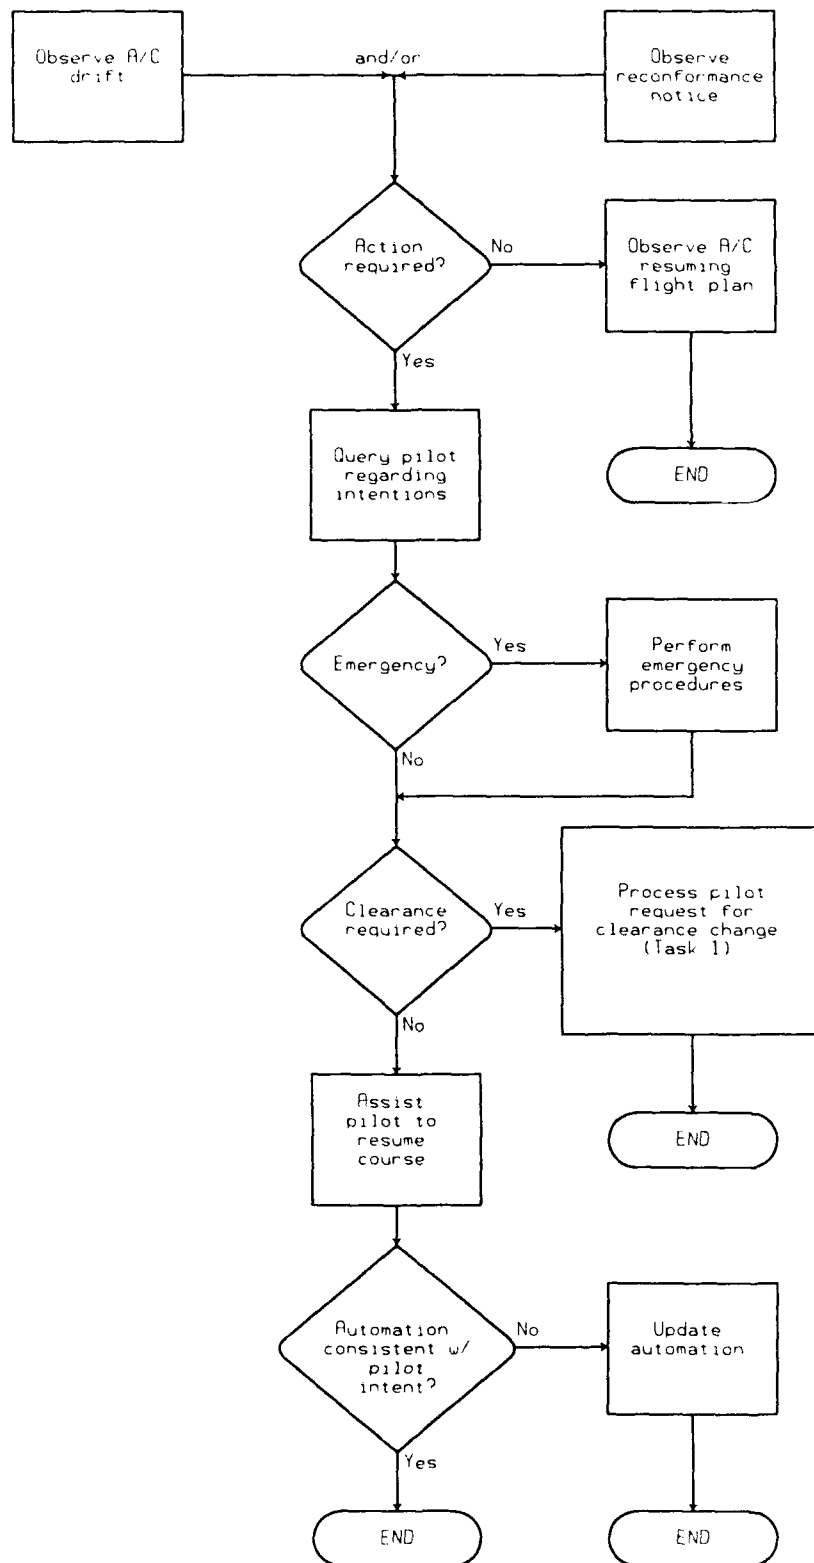 Observe A/C
drift
and/or
Observe
reconformance
notice
Action
required?
No
Observe A/C
resuming
flight plan
Yes
END
Query pilot
regarding
intentions
Emergency?
Yes
Perform
emergency
procedures
No
Clearance
required?
Yes
Process pilot
request for
clearance change
(Task 1)
No
Assist
pilot to
resume
course
END
Automation
consistent w/
pilot
intent?
No
Update
automation
Yes
END
END